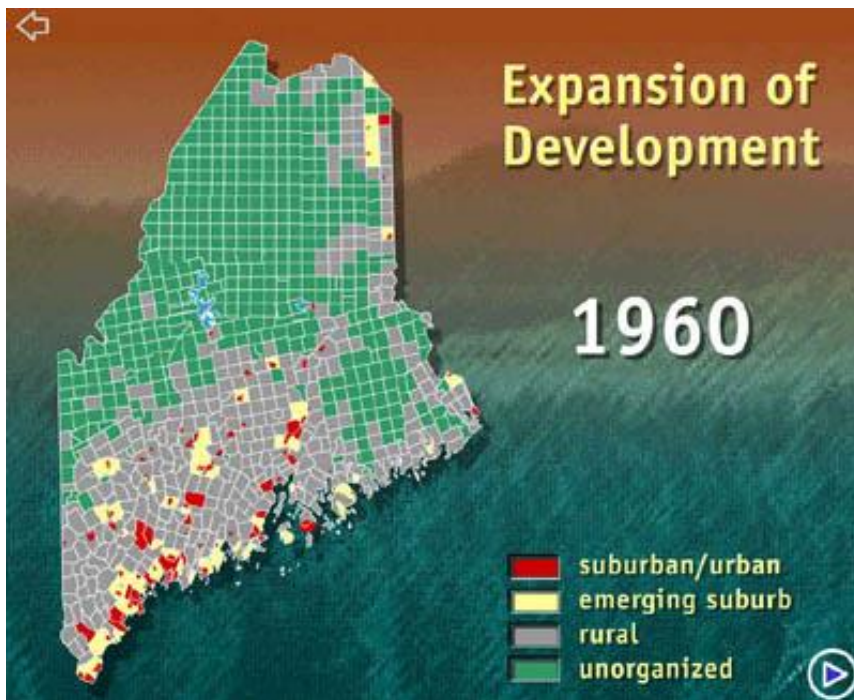 Expansion of
Development
1960
suburban/urban
emerging suburb
rural
unorganized